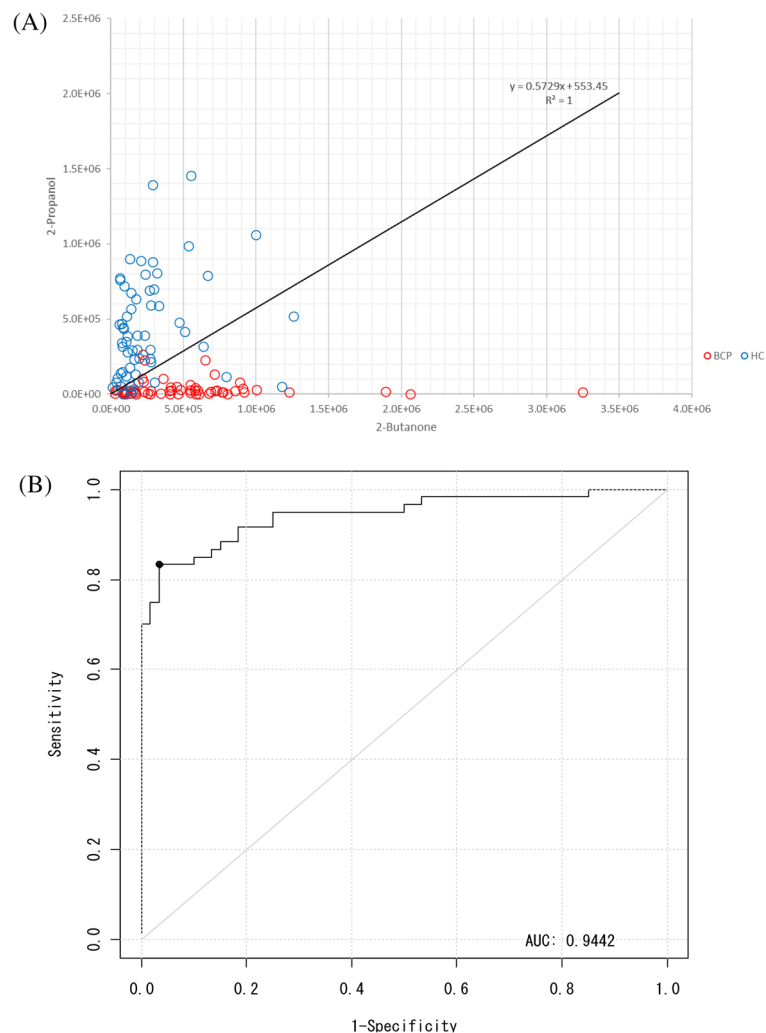 (A)
2.5E+06
2.0E+06
1.5E+06
1.0E+06
5.0E+05
0.0E+00
2-Propanol
y = 0.5729x + 553.45
R² = 1
0.0E+00 5.0E+05 1.0E+06 1.5E+06 2.0E+06 2.5E+06 3.0E+06 3.5E+06 4.0E+06
2-Butanone
BCP HC
(B)
1.0
0.8
0.6
0.4
0.2
0.0
Sensitivity
AUC: 0.9442
0.0 0.2 0.4 0.6 0.8 1.0
1-Specificity